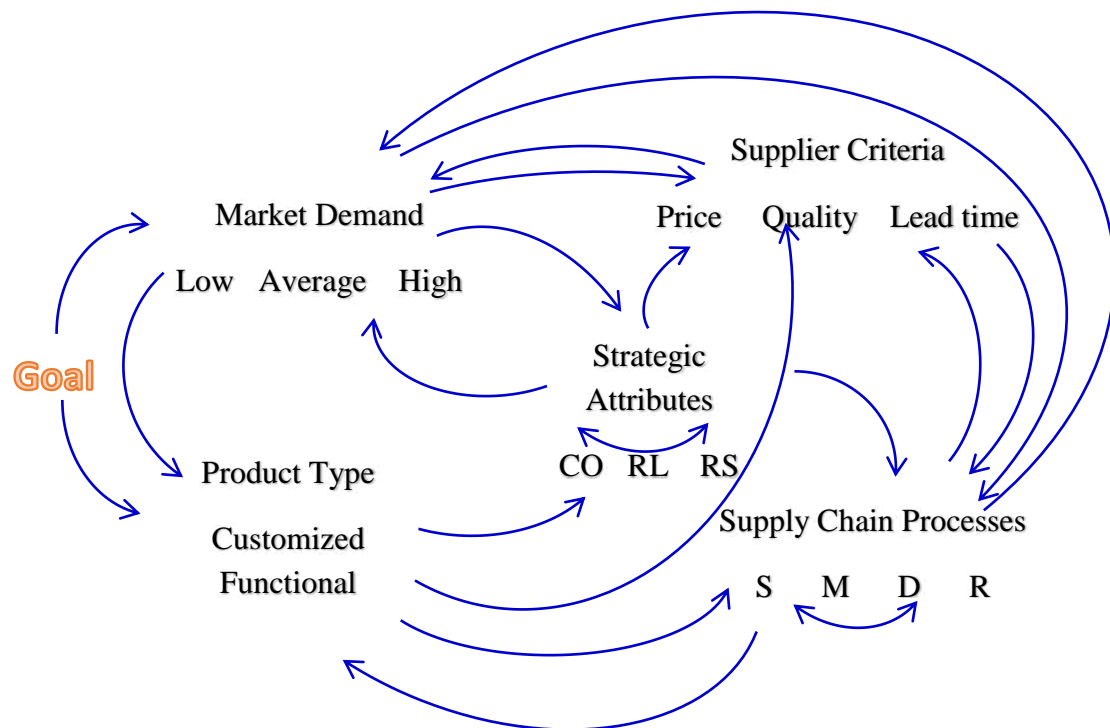 Supplier Criteria
Market Demand
Price Quality Lead time
Low Average High
Goal
Strategic
Attributes
CO RL RS
Product Type
Customized
Functional
Supply Chain Processes
S M D R